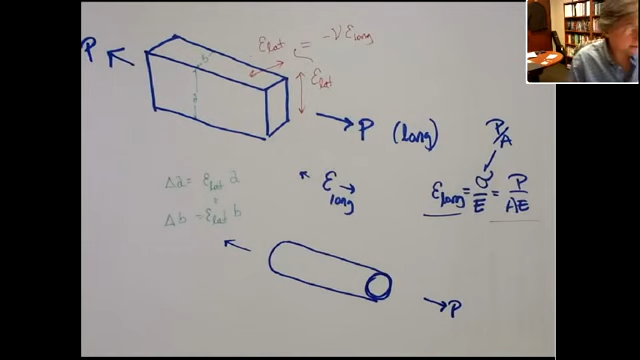 P
b
a
ε_lat = -ν ε_long
ε_lat
P (long)
P/A
ε_long = σ/E = P/AE
ε_long
Δa = ε_lat a
+
Δb = ε_lat b
P